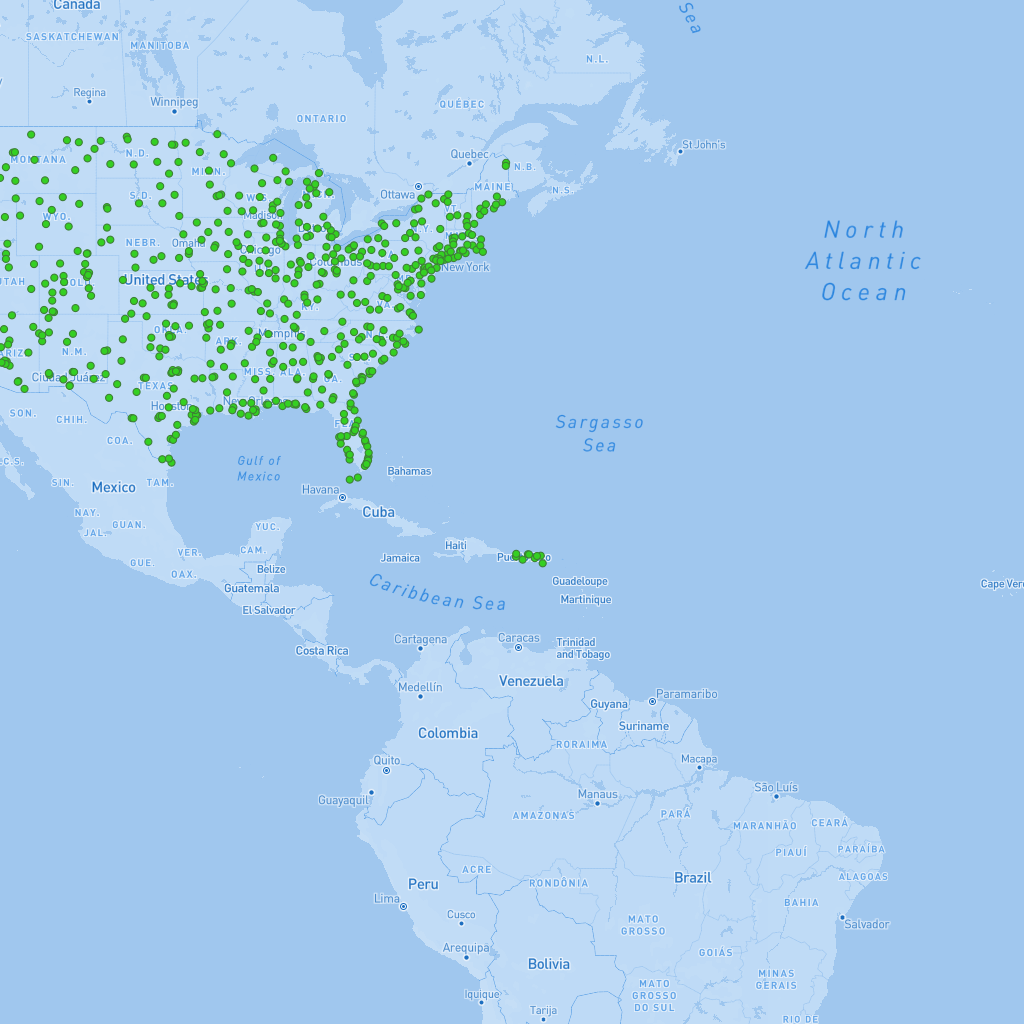 Canada
Sea
SASKATCHEWAN
MANITOBA
N.L.
Regina
Winnipeg
ONTARIO
QUÉBEC
St John's
Quebec
N.B.
MONTANA
N.D.
MINN.
Ottawa
MAINE
N.S.
S.D.
WIS.
WYO.
Madison
VT.
N.Y.
North
Atlantic
Ocean
NEBR.
Omaha
Chicago
Columbus
New York
UTAH
United States
KY.
VA.
OKLA.
ARK.
Memphis
ARIZ.
N.M.
Ciudad Juárez
TEXAS
MISS.
ALA.
GA.
Houston
New Orleans
SON.
CHIH.
FLA.
Sargasso
Sea
COA.
Gulf of
Mexico
Bahamas
SIN.
Mexico
TAM.
Havana
Cuba
NAY.
GUAN.
JAL.
YUC.
VER.
CAM.
Haiti
Jamaica
Puerto Rico
GUE.
OAX.
Belize
Guatemala
El Salvador
Caribbean Sea
Guadeloupe
Martinique
Costa Rica
Cartagena
Caracas
Trinidad
and Tobago
Medellín
Venezuela
Guyana
Paramaribo
Suriname
Colombia
RORAIMA
Macapa
Quito
Guayaquil
Manaus
São Luís
AMAZONAS
PARÁ
MARANHÃO
CEARA
PIAUÍ
PARAÍBA
ACRE
RONDÔNIA
Peru
Brazil
ALAGOAS
Lima
Cusco
BAHIA
Salvador
MATO
GROSSO
Arequipa
GOIÁS
Bolivia
MINAS
GERAIS
Iquique
MATO
GROSSO
DO SUL
Tarija
RIO DE